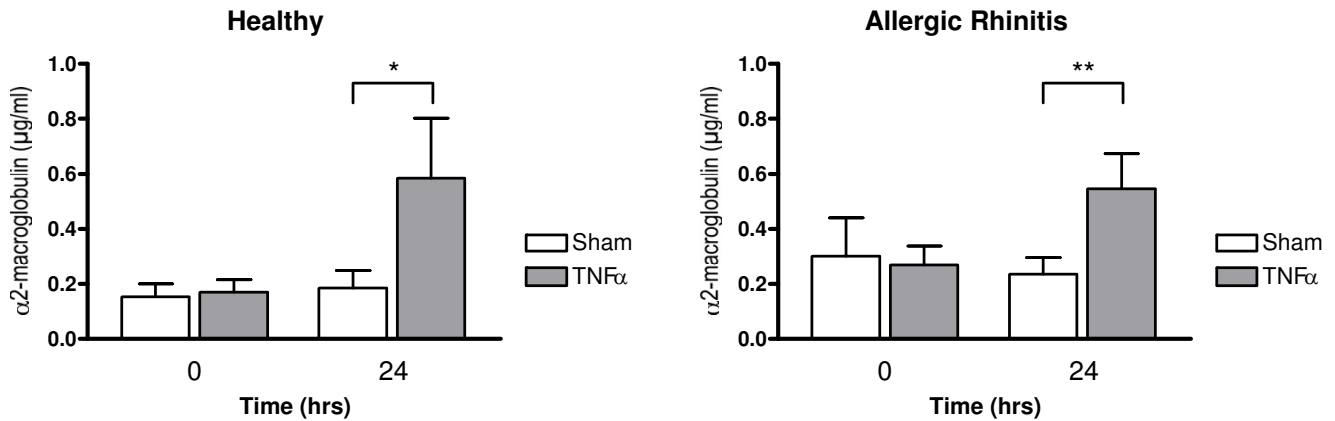 Healthy
α2-macroglobulin (µg/ml)
1.0
0.8
0.6
0.4
0.2
0.0
*
0
24
Time (hrs)
Sham
TNFα
Allergic Rhinitis
α2-macroglobulin (µg/ml)
1.0
0.8
0.6
0.4
0.2
0.0
**
0
24
Time (hrs)
Sham
TNFα